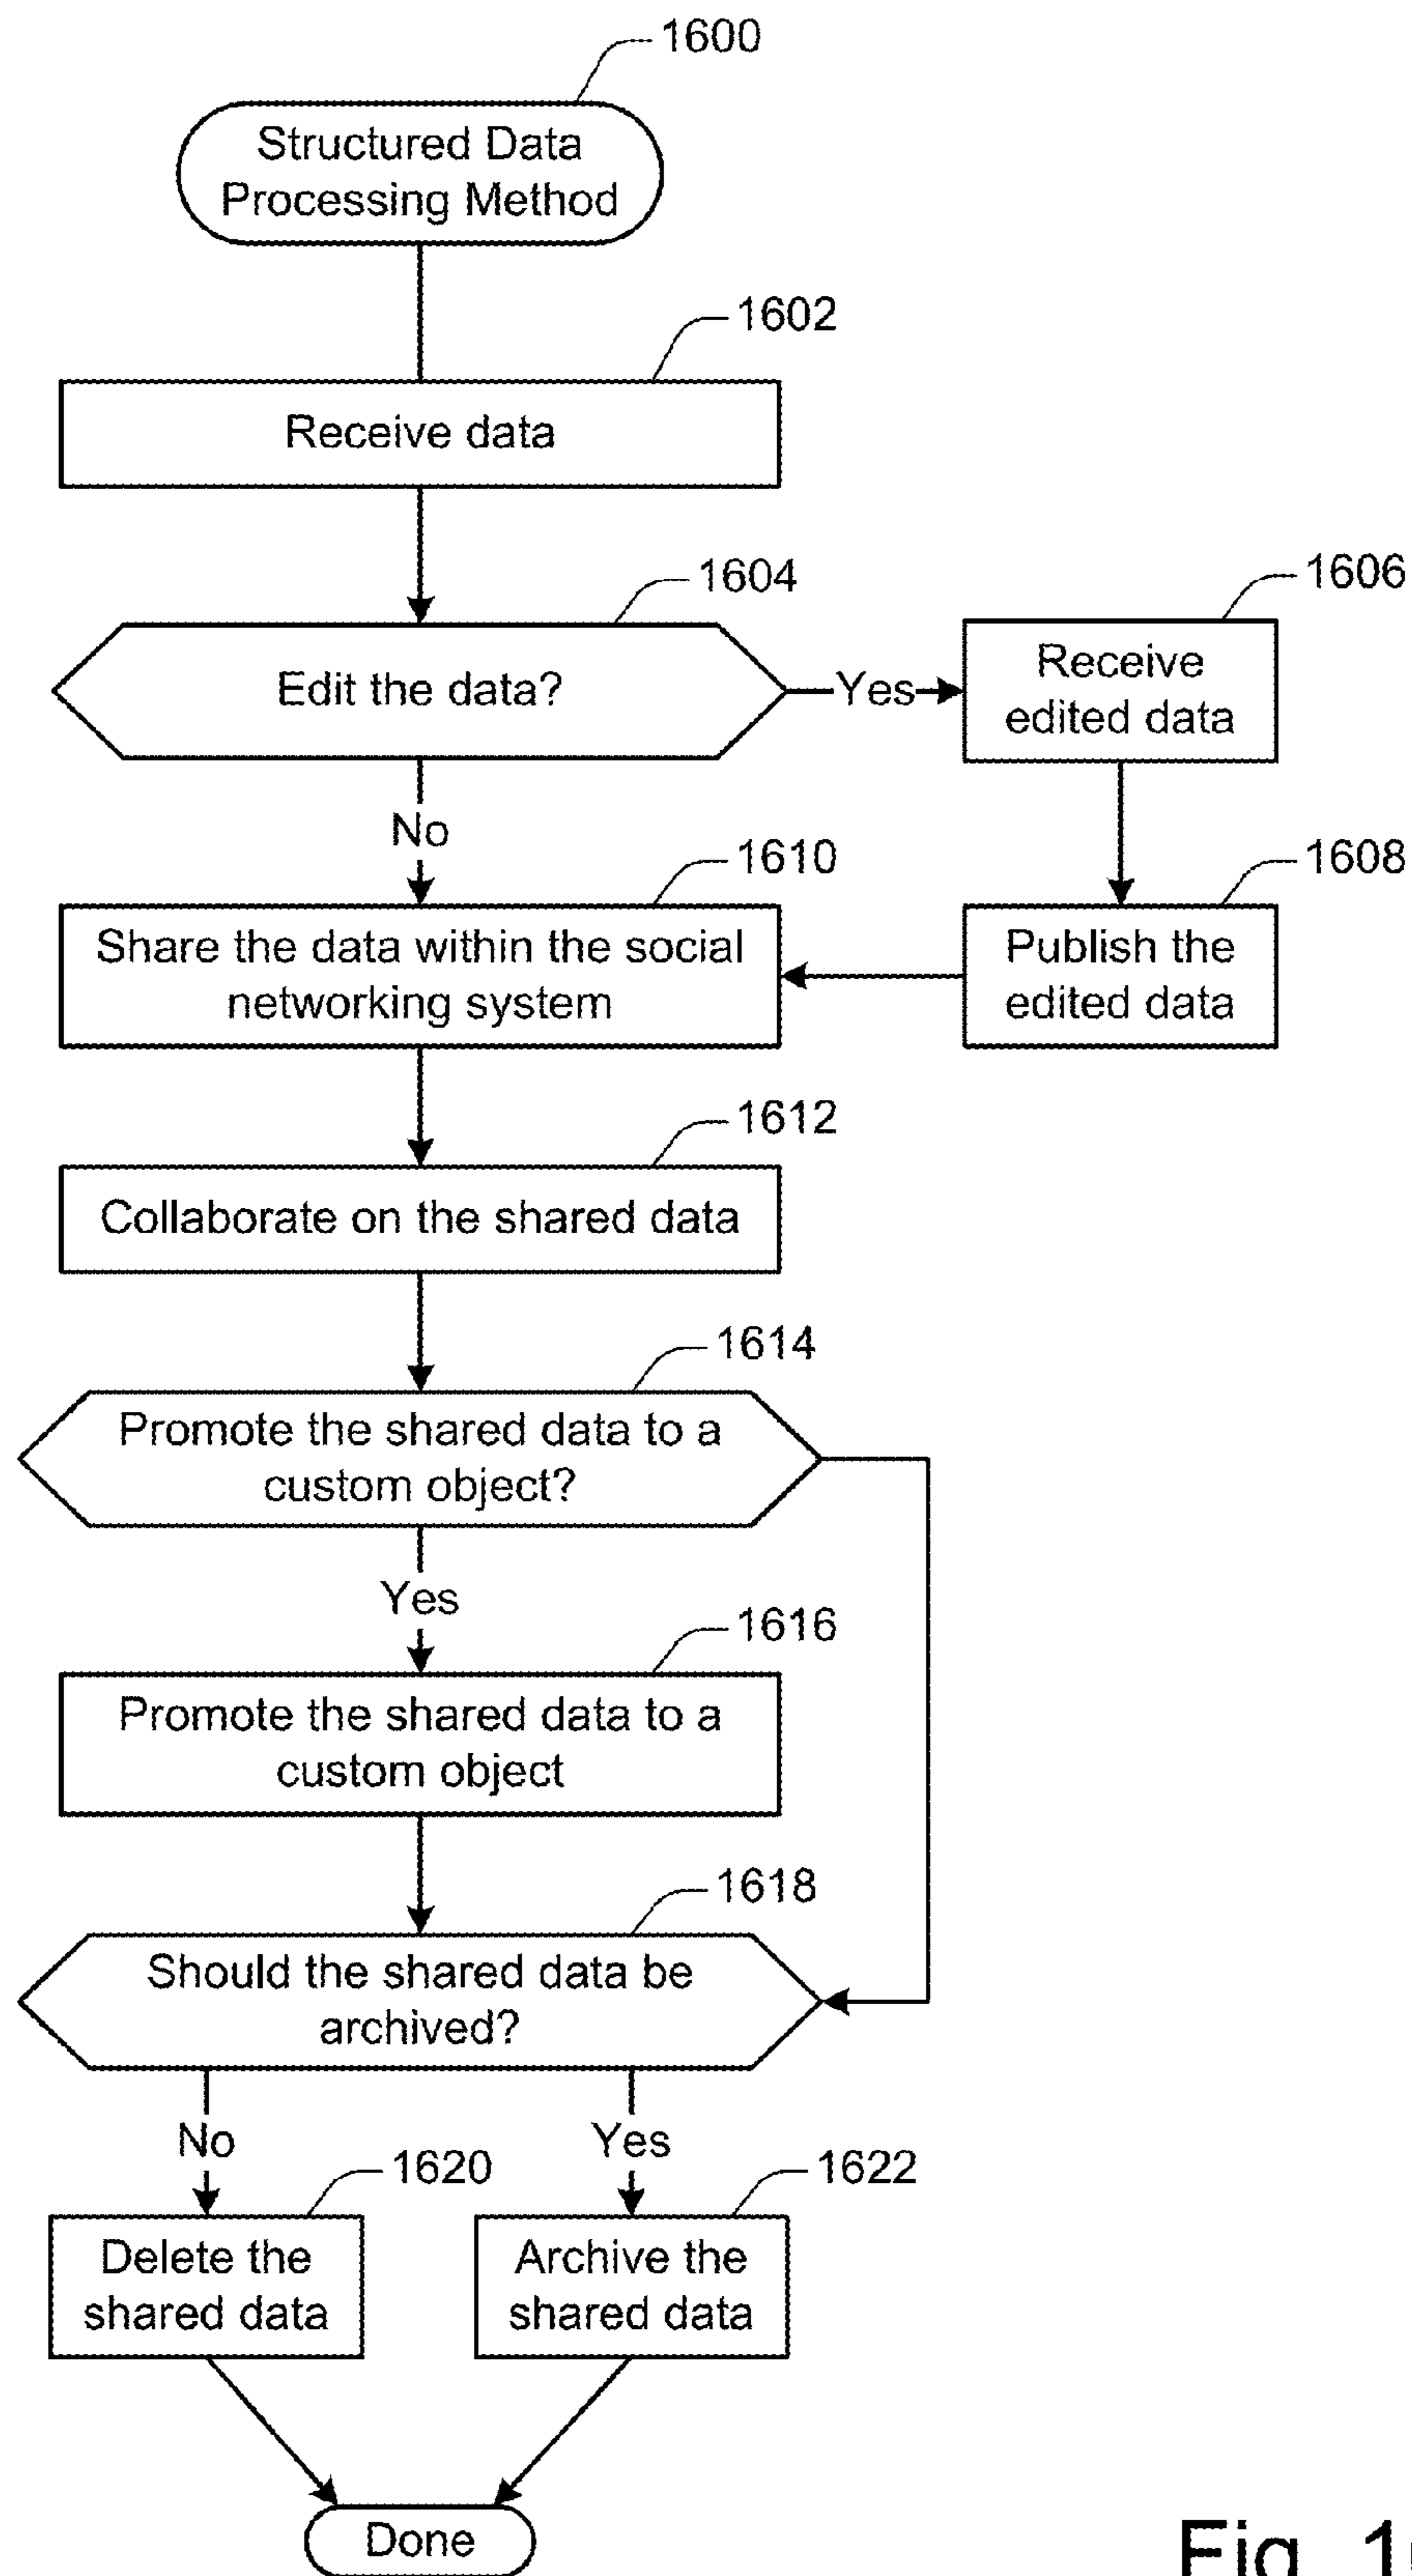 1600
Structured Data
Processing Method
1602
Receive data
1604
Edit the data?
Yes
1606
Receive
edited data
No
1610
Share the data within the social
networking system
1608
Publish the
edited data
1612
Collaborate on the shared data
1614
Promote the shared data to a
custom object?
Yes
1616
Promote the shared data to a
custom object
1618
Should the shared data be
archived?
No
Yes
1620
Delete the
shared data
1622
Archive the
shared data
Done
Fig.